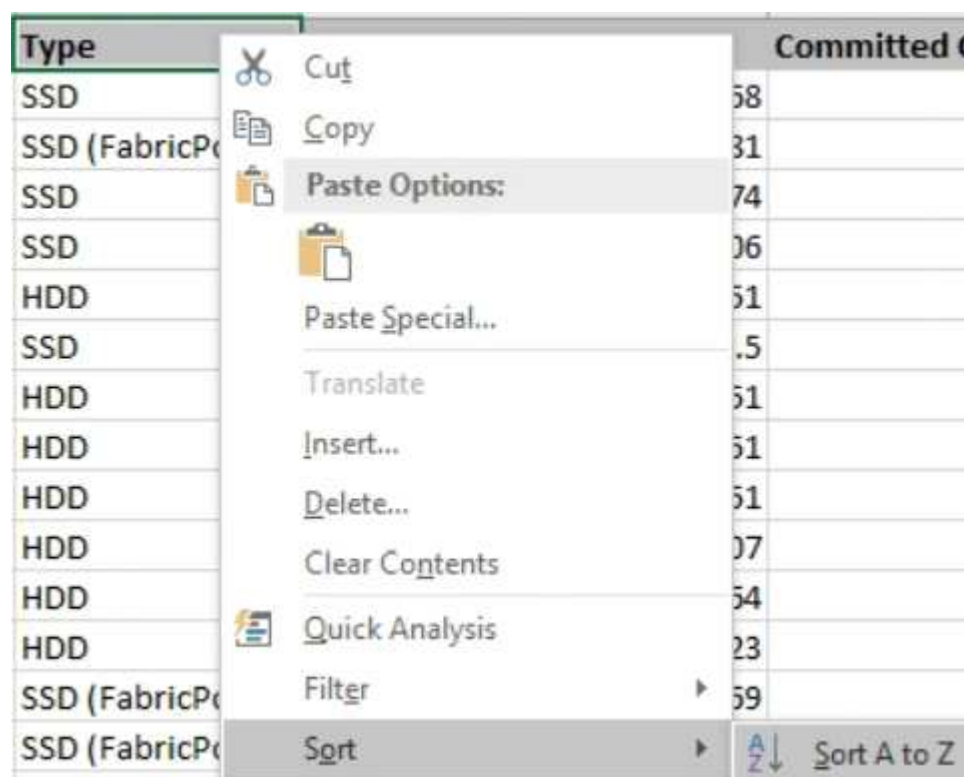 Type
Committed
SSD
58
SSD (FabricPo
31
SSD
74
SSD
06
HDD
51
SSD
.5
HDD
51
HDD
51
HDD
51
HDD
07
HDD
54
HDD
23
SSD (FabricPo
59
SSD (FabricPo
Cut
Copy
Paste Options:
Paste Special...
Translate
Insert...
Delete...
Clear Contents
Quick Analysis
Filter
Sort
Sort A to Z